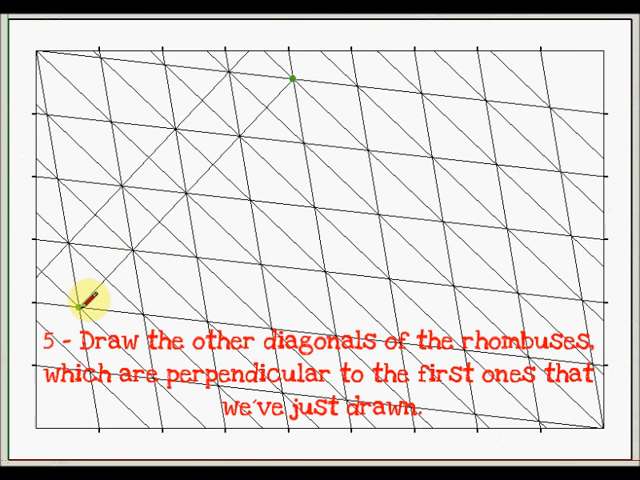 5 - Draw the other diagonals of the rhombuses,
which are perpendicular to the first ones that
we´ve just drawn.